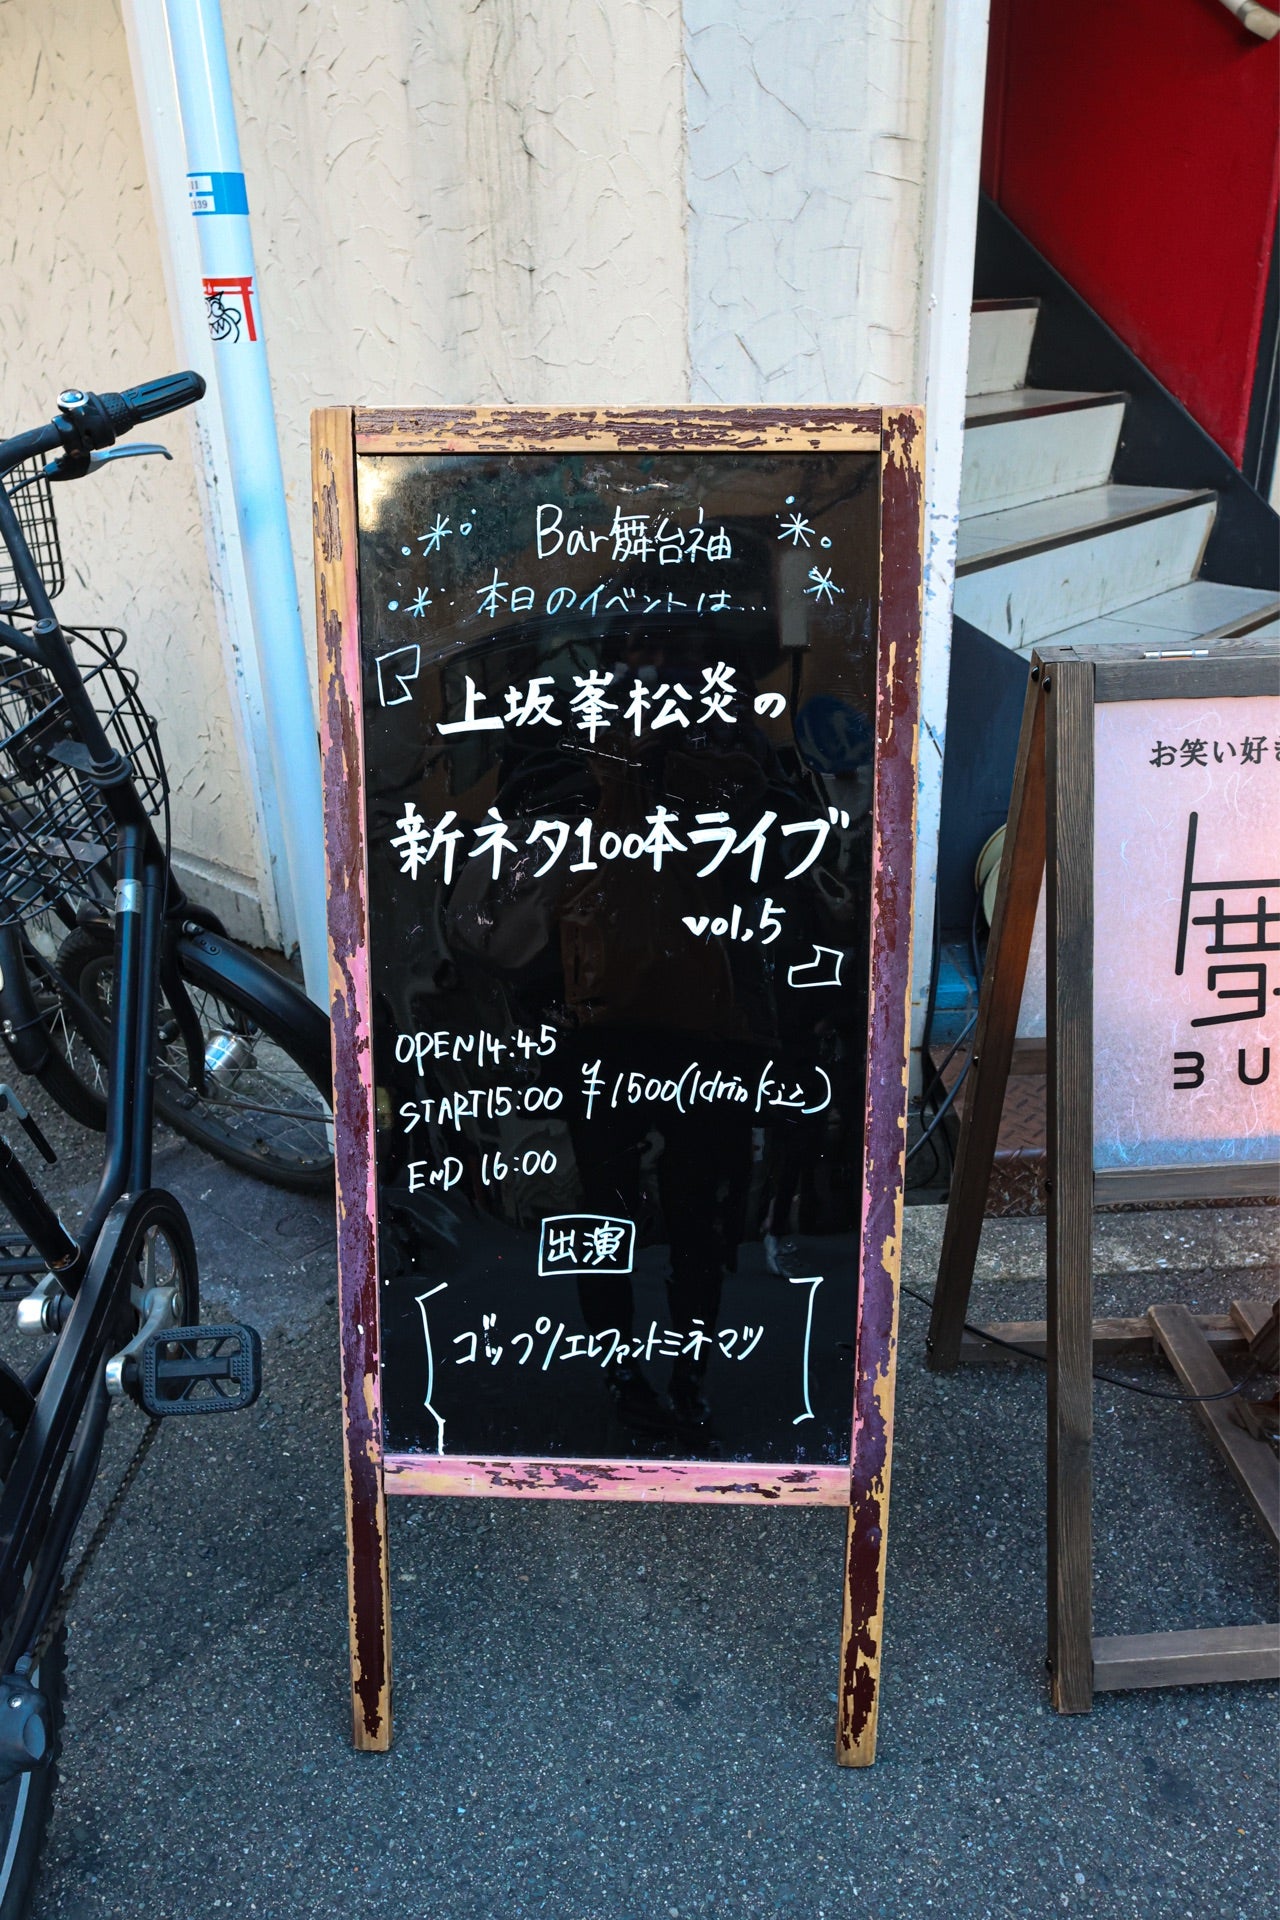 Bar舞台袖
本日のイベントは...
『上坂峯松炎の
新ネタ100本ライブ
vol,5』
OPEN14:45
START15:00 ¥1500(1drink込)
END 16:00
出演
ゴップ/エレファントミネマツ
お笑い好き
BU
139